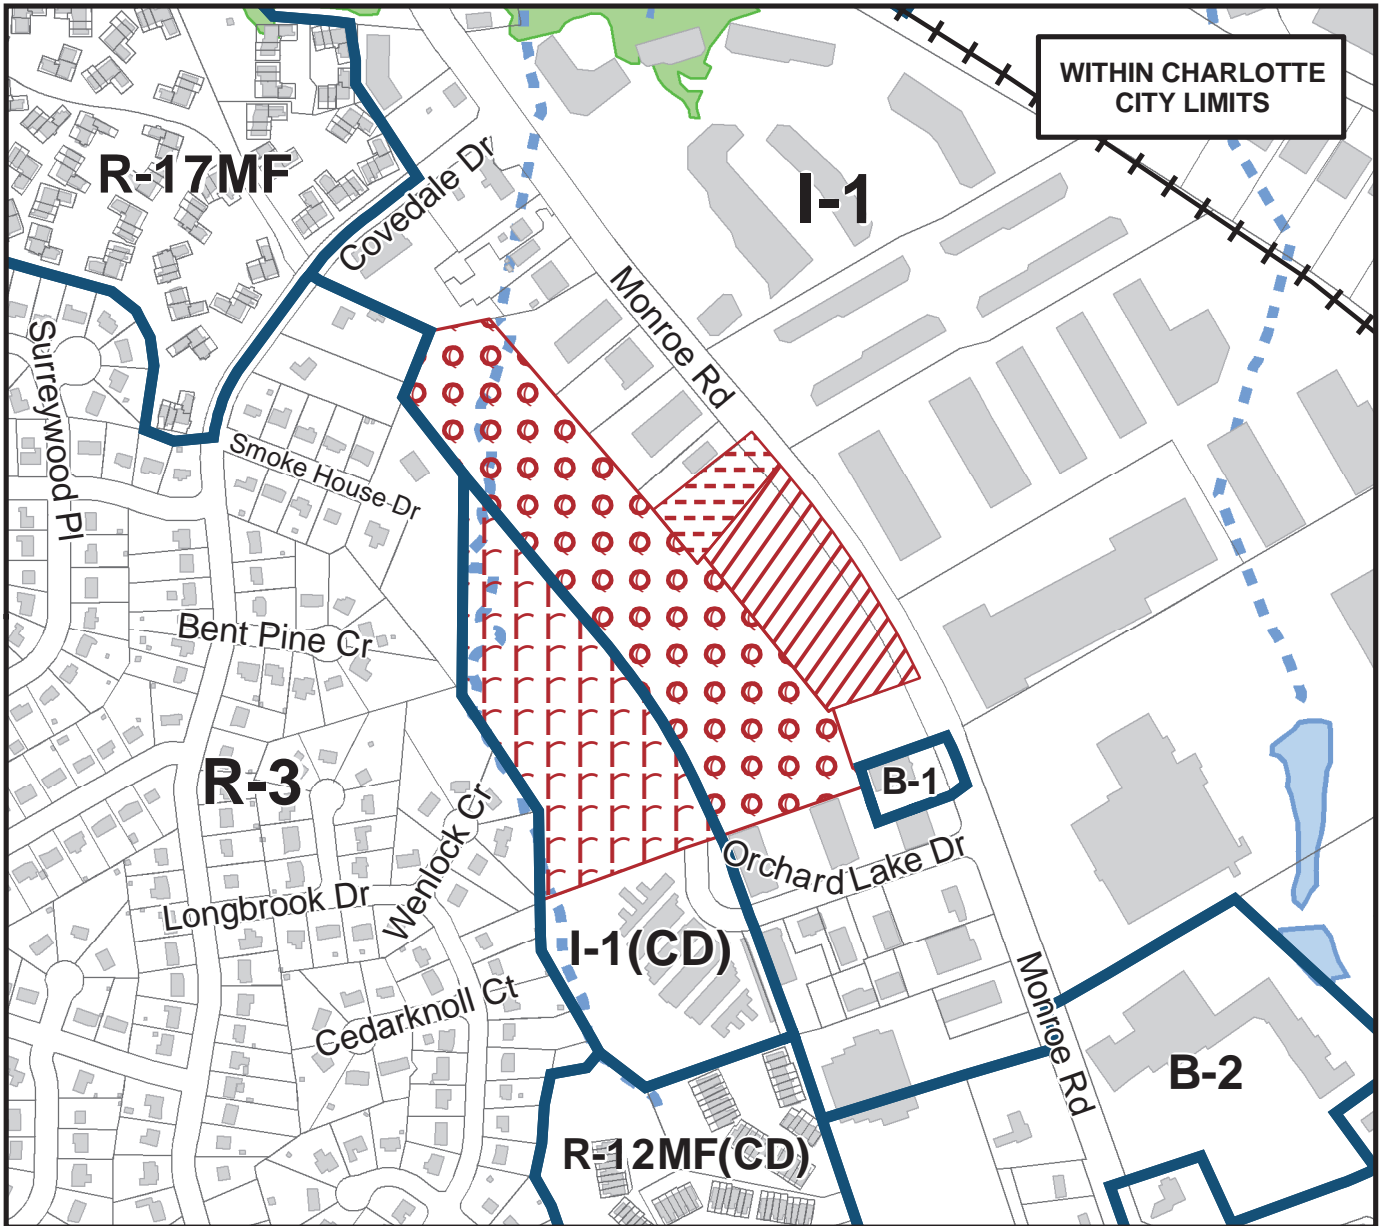 WITHIN CHARLOTTE
CITY LIMITS
R-17MF
Covedale Dr
I-1
Monroe Rd
Surreywood Pl
Smoke House Dr
Bent Pine Cr
R-3
B-1
Wenlock Cr
Orchard Lake Dr
Longbrook Dr
I-1(CD)
Cedarknoll Ct
Monroe Rd
B-2
R-12MF(CD)